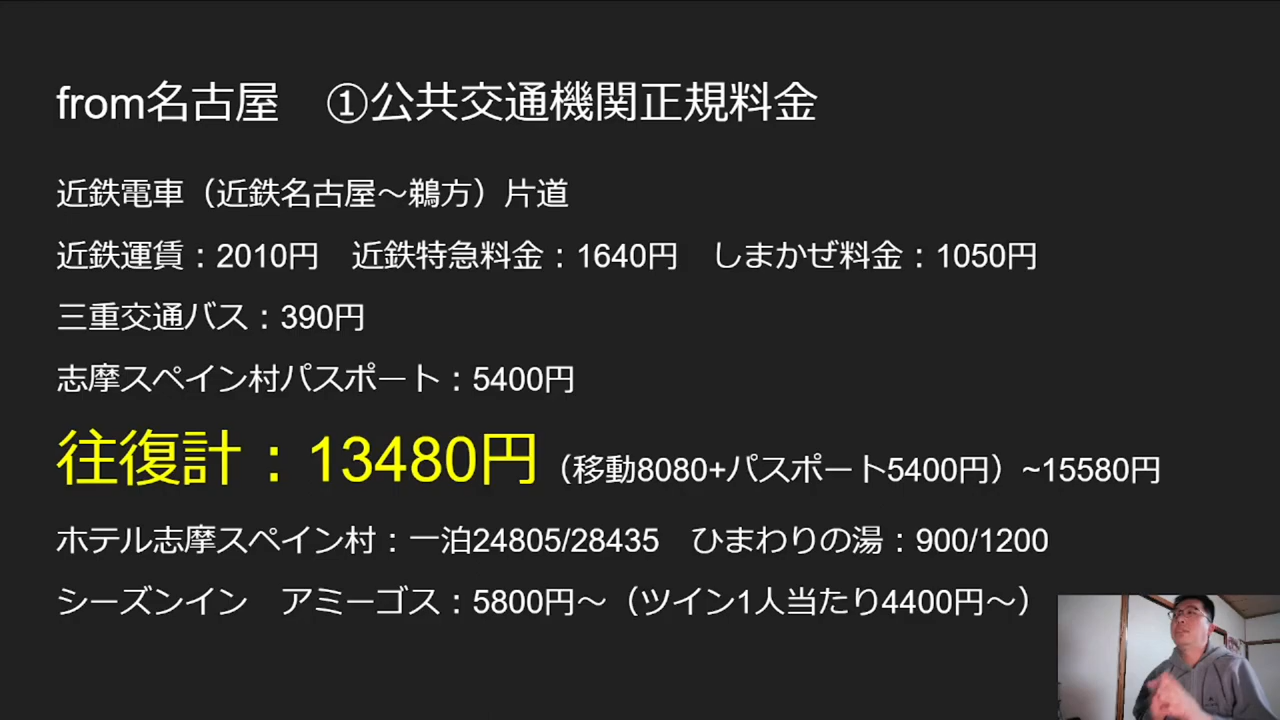 from名古屋　①公共交通機関正規料金
近鉄電車（近鉄名古屋～鵜方）片道
近鉄運賃：2010円　近鉄特急料金：1640円　しまかぜ料金：1050円
三重交通バス：390円
志摩スペイン村パスポート：5400円
往復計：13480円（移動8080+パスポート5400円）~15580円
ホテル志摩スペイン村：一泊24805/28435　ひまわりの湯：900/1200
シーズンイン　アミーゴス：5800円～（ツイン1人当たり4400円～）